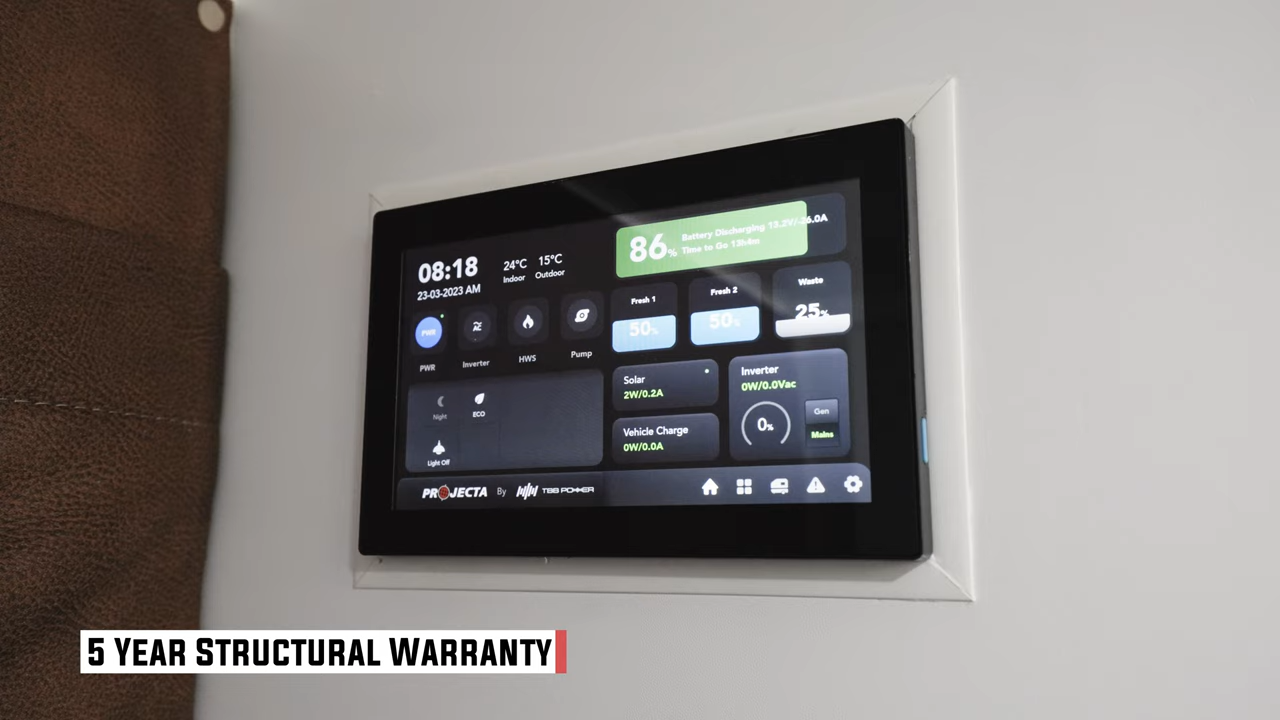 08:18
23-03-2023 AM
24°C
Indoor
15°C
Outdoor
86%
Battery Discharging 13.2V/-26.0A
Time to Go 13h4m
PWR
PWR
Inverter
HWS
Pump
Fresh 1
50%
Fresh 2
50%
Waste
25%
Night
ECO
Light Off
Solar
2W/0.2A
Vehicle Charge
0W/0.0A
Inverter
0W/0.0Vac
0%
Gen
Mains
PROJECTA By TBB POWER
5 Year Structural Warranty